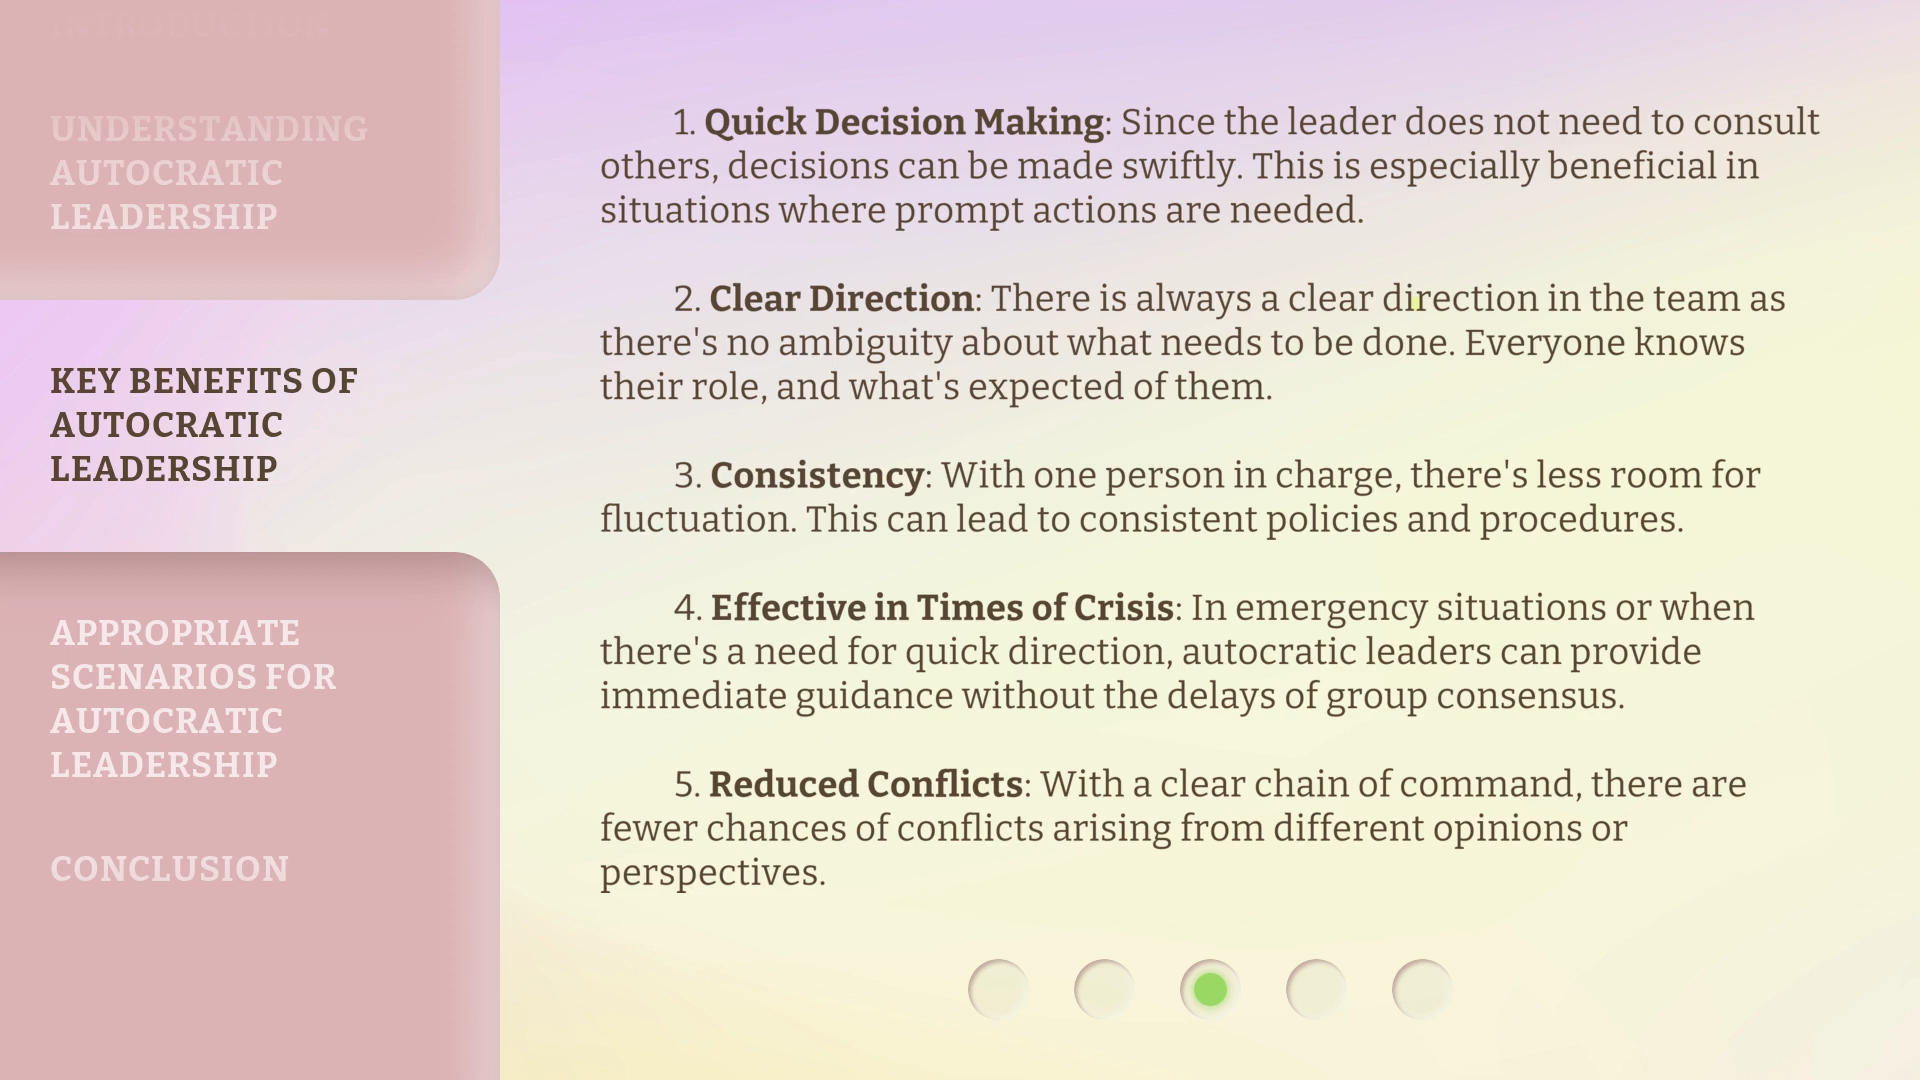 INTRODUCTION
UNDERSTANDING
AUTOCRATIC
LEADERSHIP
KEY BENEFITS OF
AUTOCRATIC
LEADERSHIP
APPROPRIATE
SCENARIOS FOR
AUTOCRATIC
LEADERSHIP
CONCLUSION
1. Quick Decision Making: Since the leader does not need to consult
others, decisions can be made swiftly. This is especially beneficial in
situations where prompt actions are needed.
2. Clear Direction: There is always a clear direction in the team as
there's no ambiguity about what needs to be done. Everyone knows
their role, and what's expected of them.
3. Consistency: With one person in charge, there's less room for
fluctuation. This can lead to consistent policies and procedures.
4. Effective in Times of Crisis: In emergency situations or when
there's a need for quick direction, autocratic leaders can provide
immediate guidance without the delays of group consensus.
5. Reduced Conflicts: With a clear chain of command, there are
fewer chances of conflicts arising from different opinions or
perspectives.